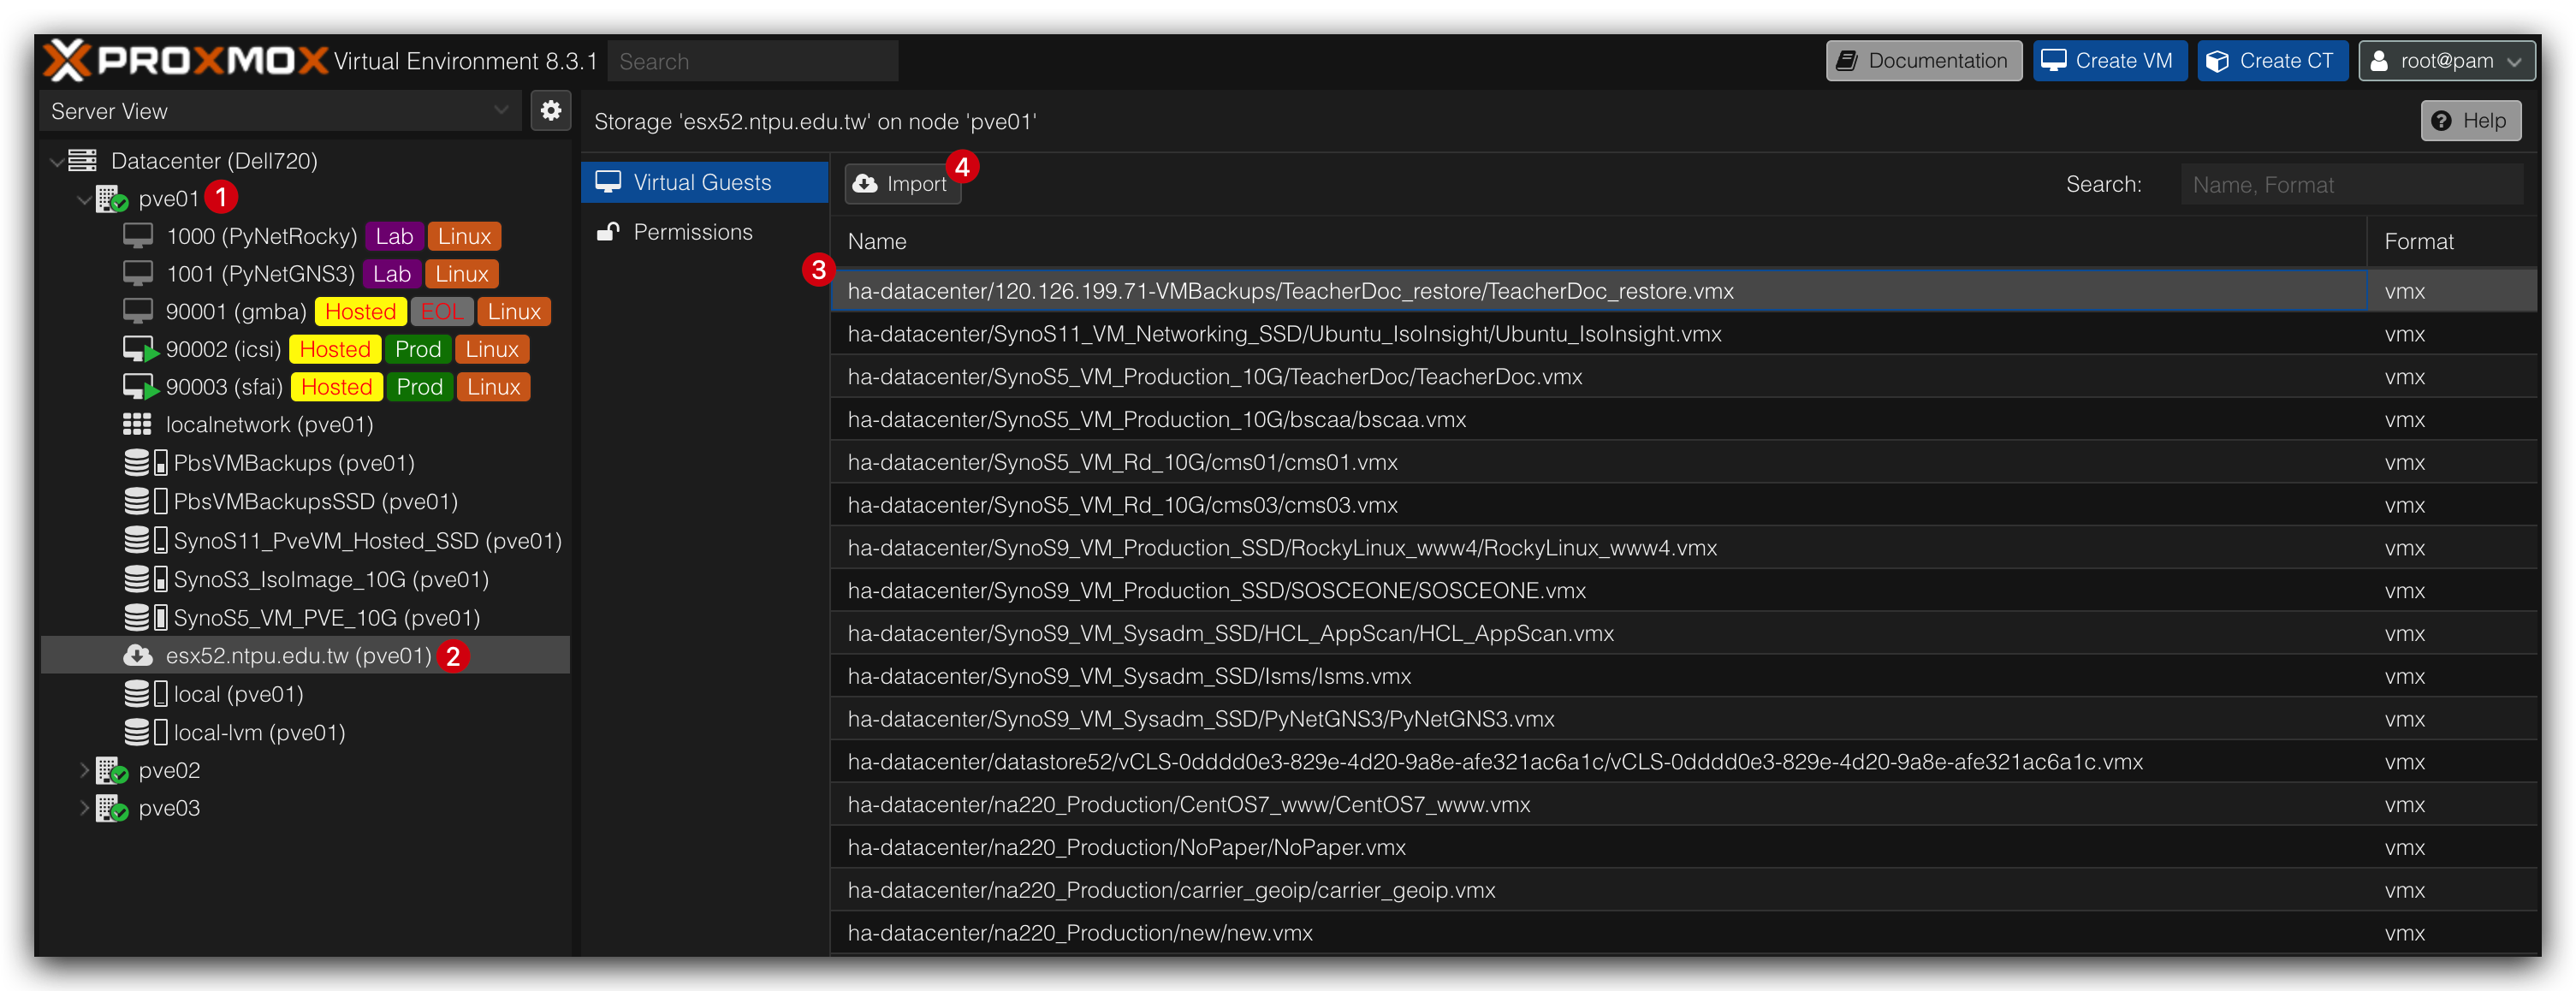 PROXMOX Virtual Environment 8.3.1 Search Documentation Create VM Create CT root@pam
Server View
Storage 'esx52.ntpu.edu.tw' on node 'pve01' Help
Datacenter (Dell720)
pve01 1
1000 (PyNetRocky) Lab Linux
1001 (PyNetGNS3) Lab Linux
90001 (gmba) Hosted EOL Linux
90002 (icsi) Hosted Prod Linux
90003 (sfai) Hosted Prod Linux
localnetwork (pve01)
PbsVMBackups (pve01)
PbsVMBackupsSSD (pve01)
SynoS11_PveVM_Hosted_SSD (pve01)
SynoS3_IsoImage_10G (pve01)
SynoS5_VM_PVE_10G (pve01)
esx52.ntpu.edu.tw (pve01) 2
local (pve01)
local-lvm (pve01)
pve02
pve03
Virtual Guests
Permissions
Import 4 Search: Name, Format
Name Format
3
ha-datacenter/120.126.199.71-VMBackups/TeacherDoc_restore/TeacherDoc_restore.vmx vmx
ha-datacenter/SynoS11_VM_Networking_SSD/Ubuntu_IsoInsight/Ubuntu_IsoInsight.vmx vmx
ha-datacenter/SynoS5_VM_Production_10G/TeacherDoc/TeacherDoc.vmx vmx
ha-datacenter/SynoS5_VM_Production_10G/bscaa/bscaa.vmx vmx
ha-datacenter/SynoS5_VM_Rd_10G/cms01/cms01.vmx vmx
ha-datacenter/SynoS5_VM_Rd_10G/cms03/cms03.vmx vmx
ha-datacenter/SynoS9_VM_Production_SSD/RockyLinux_www4/RockyLinux_www4.vmx vmx
ha-datacenter/SynoS9_VM_Production_SSD/SOSCEONE/SOSCEONE.vmx vmx
ha-datacenter/SynoS9_VM_Sysadm_SSD/HCL_AppScan/HCL_AppScan.vmx vmx
ha-datacenter/SynoS9_VM_Sysadm_SSD/Isms/Isms.vmx vmx
ha-datacenter/SynoS9_VM_Sysadm_SSD/PyNetGNS3/PyNetGNS3.vmx vmx
ha-datacenter/datastore52/vCLS-0dddd0e3-829e-4d20-9a8e-afe321ac6a1c/vCLS-0dddd0e3-829e-4d20-9a8e-afe321ac6a1c.vmx vmx
ha-datacenter/na220_Production/CentOS7_www/CentOS7_www.vmx vmx
ha-datacenter/na220_Production/NoPaper/NoPaper.vmx vmx
ha-datacenter/na220_Production/carrier_geoip/carrier_geoip.vmx vmx
ha-datacenter/na220_Production/new/new.vmx vmx